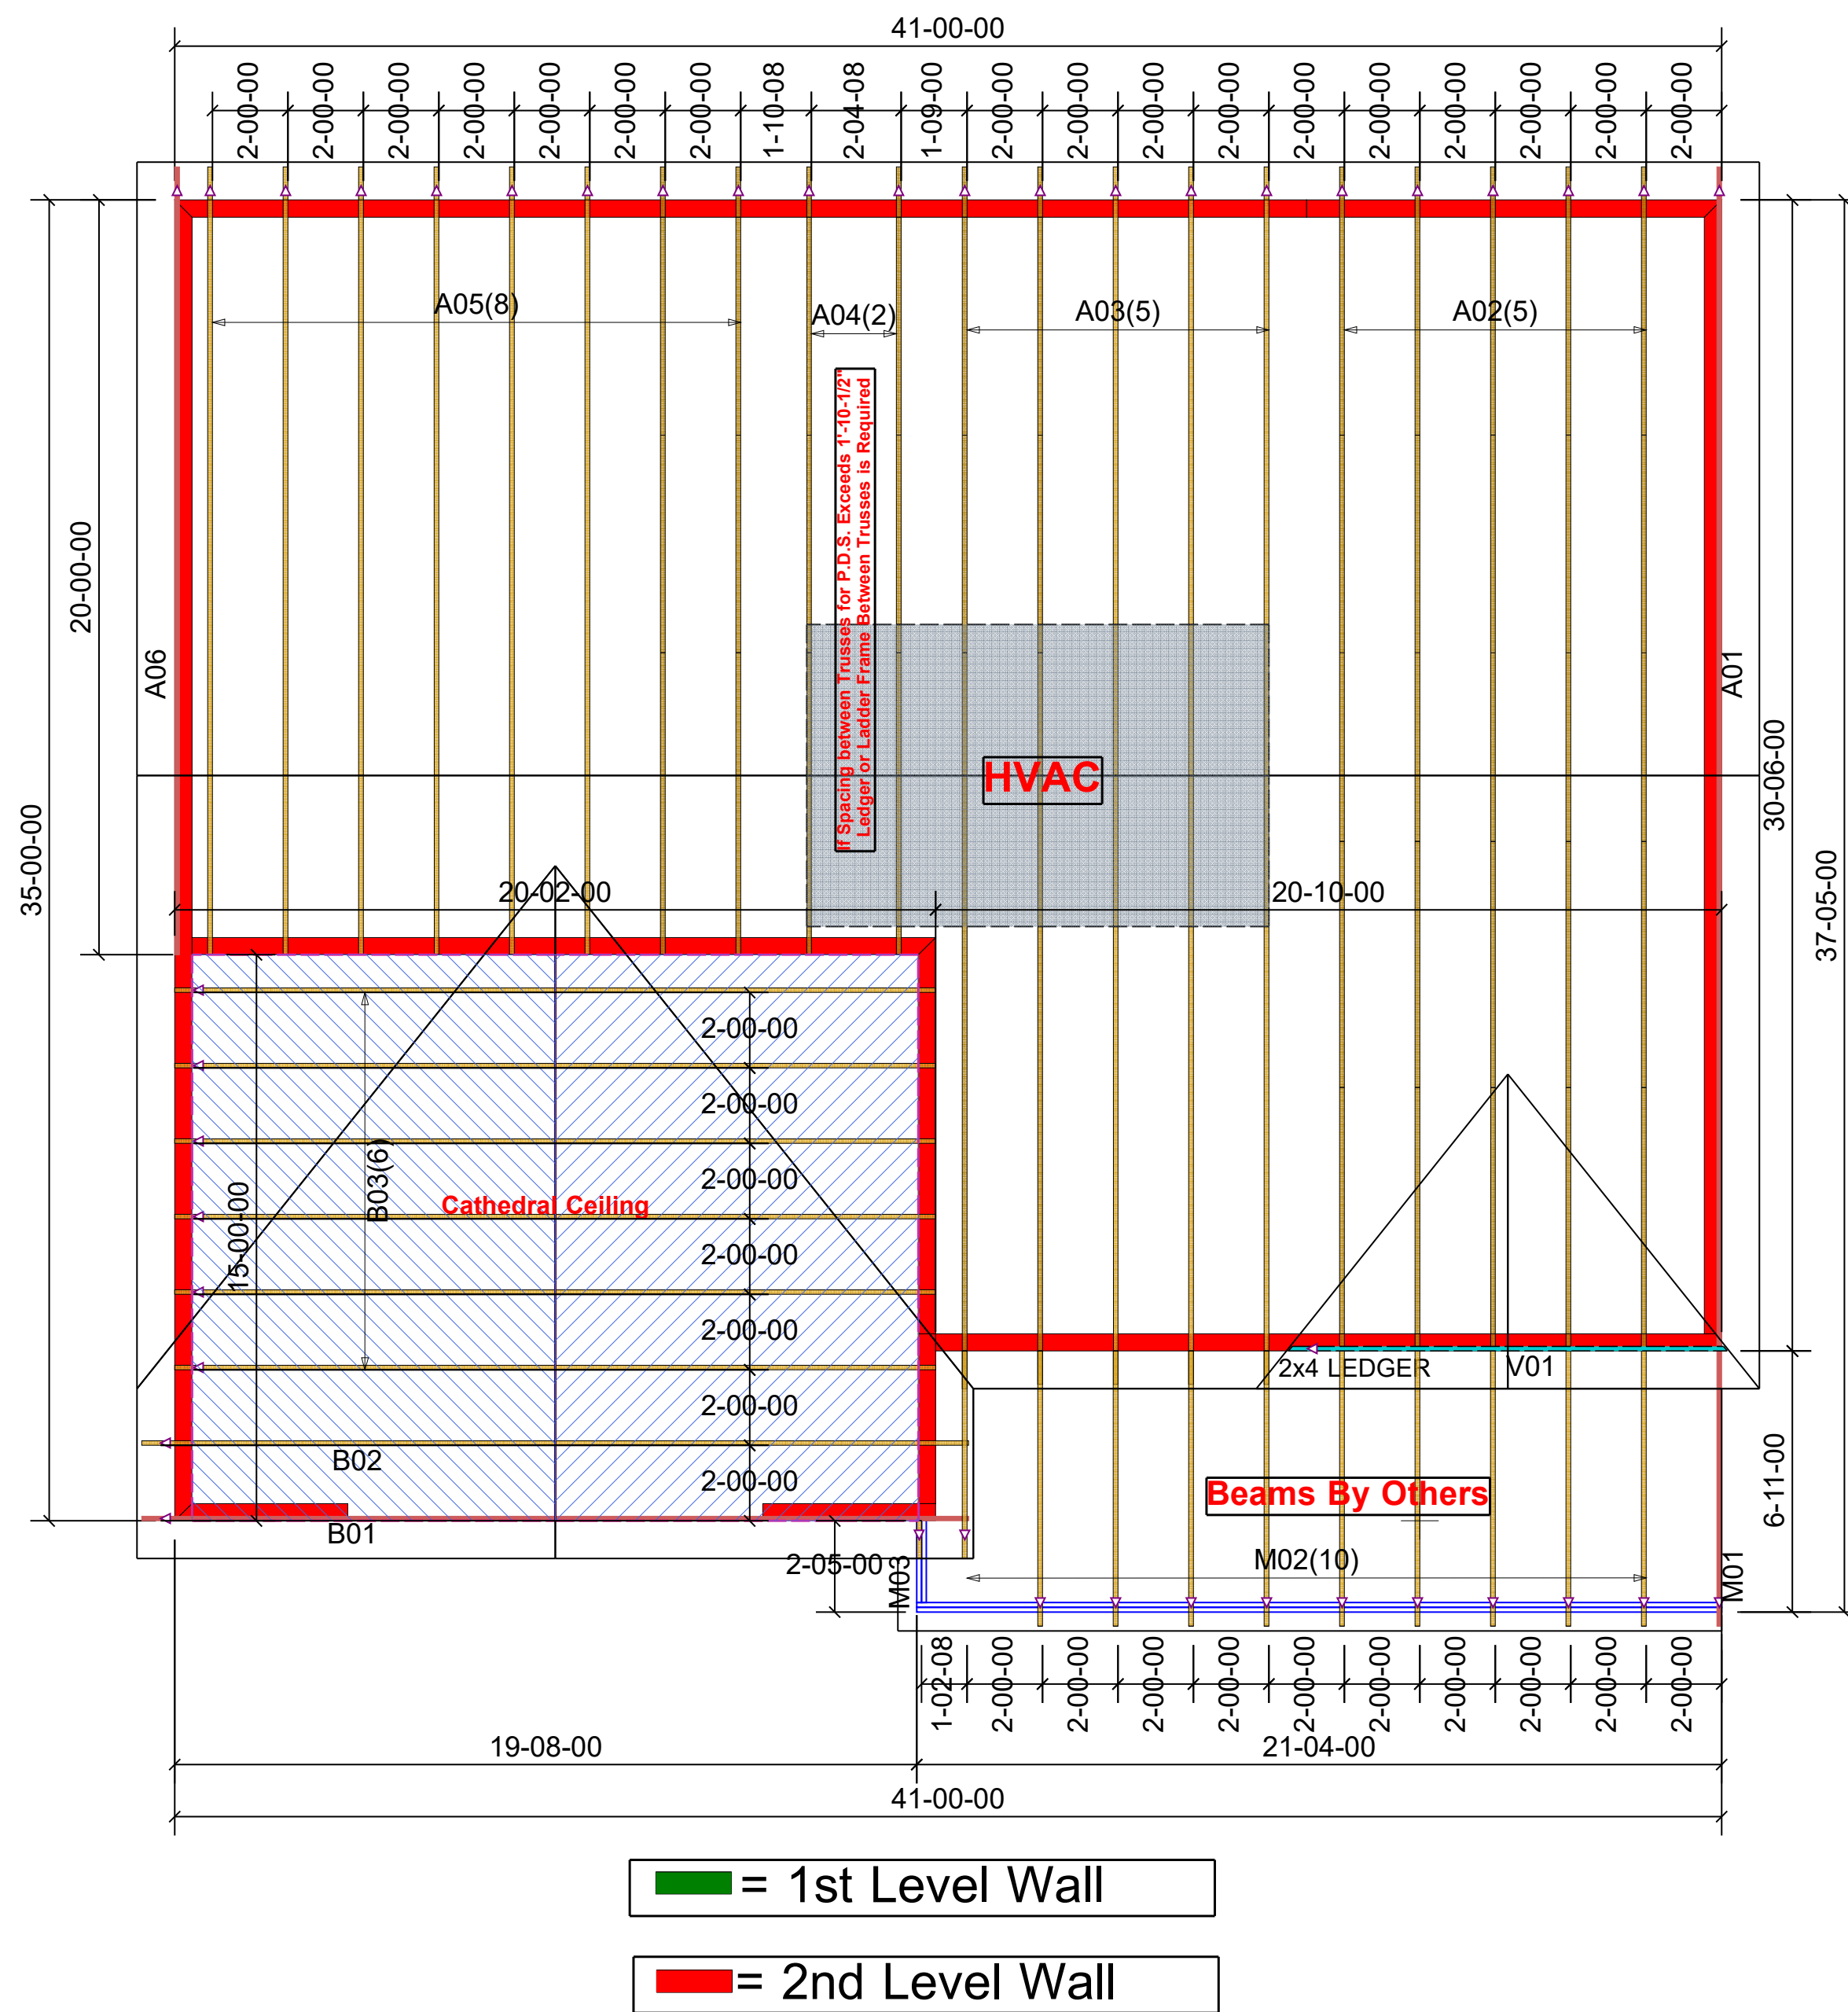 41-00-00
2-00-00 2-00-00 2-00-00 2-00-00 2-00-00 2-00-00 2-00-00 1-10-08 2-04-08 1-09-00 2-00-00 2-00-00 2-00-00 2-00-00 2-00-00 2-00-00 2-00-00 2-00-00 2-00-00 2-00-00
A05(8)
A04(2)
A03(5)
A02(5)
If Spacing between Trusses for P.D.S. Exceeds 1'-10-1/2"
Ledger or Ladder Frame Between Trusses is Required
20-00-00
A06
A01
HVAC
30-06-00
35-00-00
37-05-00
20-02-00
20-10-00
2-00-00
2-00-00
B03(6)
2-00-00
Cathedral Ceiling
15-00-00
2-00-00
2-00-00
2x4 LEDGER
V01
2-00-00
B02
2-00-00
Beams By Others
6-11-00
B01
2-05-00
M03
M02(10)
M01
1-02-08 2-00-00 2-00-00 2-00-00 2-00-00 2-00-00 2-00-00 2-00-00 2-00-00 2-00-00 2-00-00
19-08-00
21-04-00
41-00-00
= 1st Level Wall
= 2nd Level Wall